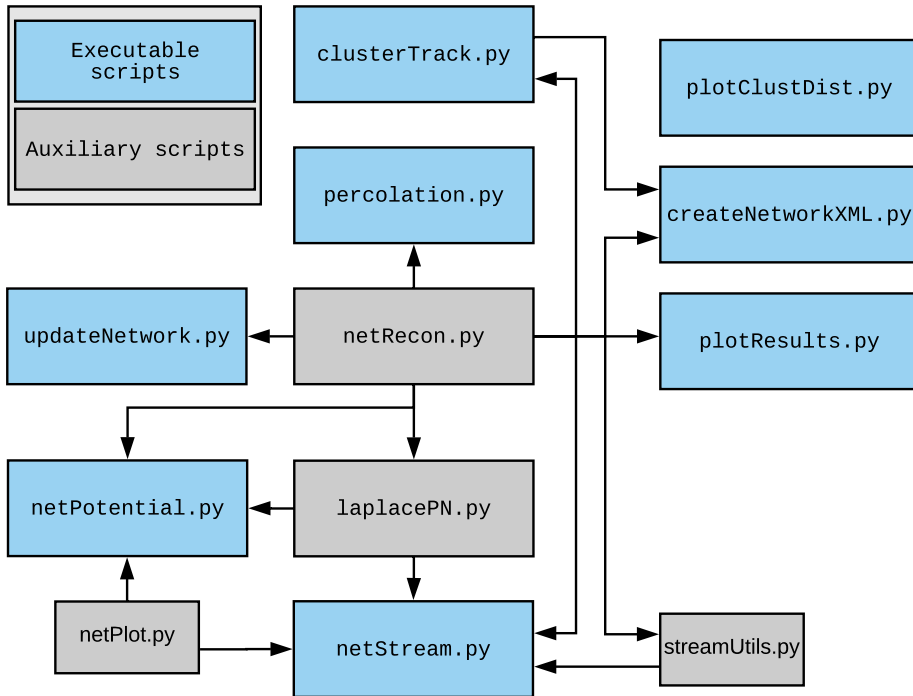 Executable
scripts
Auxiliary scripts
clusterTrack.py
plotClustDist.py
percolation.py
createNetworkXML.py
updateNetwork.py
netRecon.py
plotResults.py
netPotential.py
laplacePN.py
netPlot.py
netStream.py
streamUtils.py